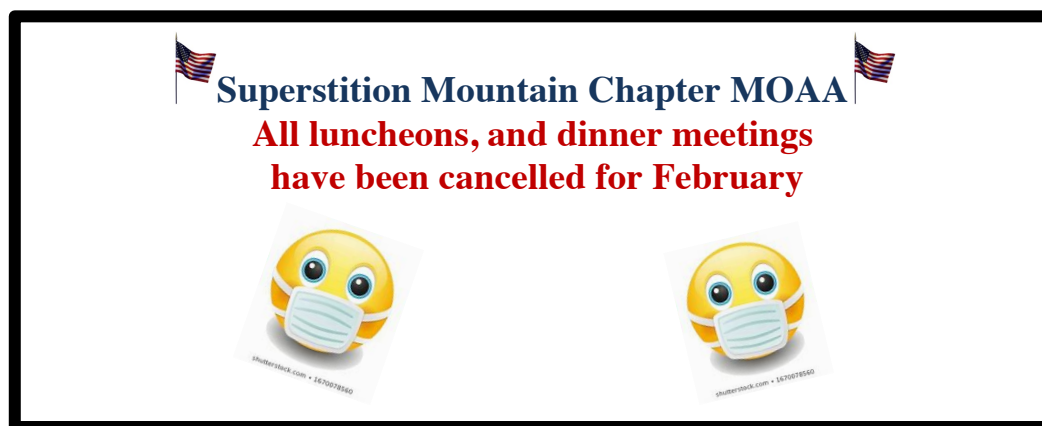 Superstition Mountain Chapter MOAA
All luncheons, and dinner meetings
have been cancelled for February
shutterstock.com • 1670078560
shutterstock.com • 1670078560